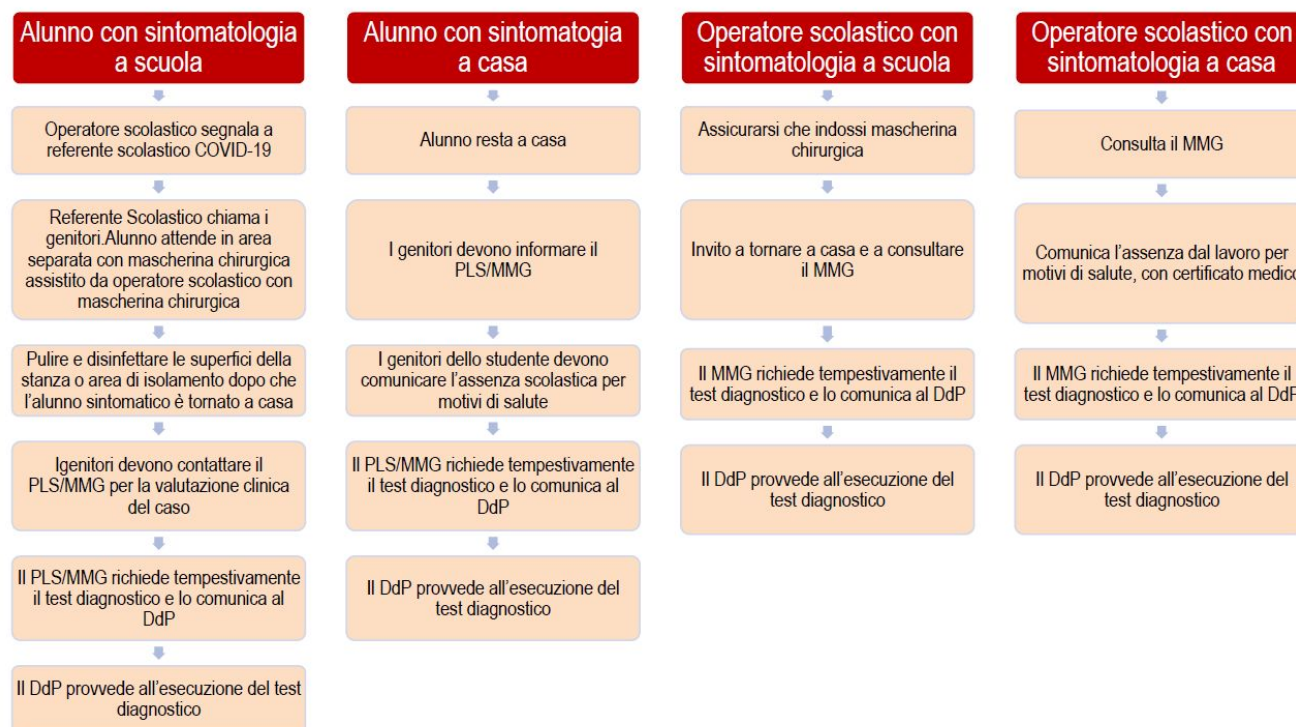 Alunno con sintomatologia
a scuola
Operatore scolastico segnala a
referente scolastico COVID-19
Referente Scolastico chiama i
genitori.Alunno attende in area
separata con mascherina chirurgica
assistito da operatore scolastico con
mascherina chirurgica
Pulire e disinfettare le superfici della
stanza o area di isolamento dopo che
l'alunno sintomatico è tornato a casa
Igenitori devono contattare il
PLS/MMG per la valutazione clinica
del caso
Il PLS/MMG richiede tempestivamente
il test diagnostico e lo comunica al
DdP
Il DdP provvede all'esecuzione del test
diagnostico
Alunno con sintomatogia
a casa
Alunno resta a casa
I genitori devono informare il
PLS/MMG
I genitori dello studente devono
comunicare l'assenza scolastica per
motivi di salute
Il PLS/MMG richiede tempestivamente
il test diagnostico e lo comunica al
DdP
Il DdP provvede all'esecuzione del
test diagnostico
Operatore scolastico con
sintomatologia a scuola
Assicurarsi che indossi mascherina
chirurgica
Invito a tornare a casa e a consultare
il MMG
Il MMG richiede tempestivamente il
test diagnostico e lo comunica al DdP
Il DdP provvede all'esecuzione del
test diagnostico
Operatore scolastico con
sintomatologia a casa
Consulta il MMG
Comunica l'assenza dal lavoro per
motivi di salute, con certificato medico
Il MMG richiede tempestivamente il
test diagnostico e lo comunica al DdP
Il DdP provvede all'esecuzione del
test diagnostico